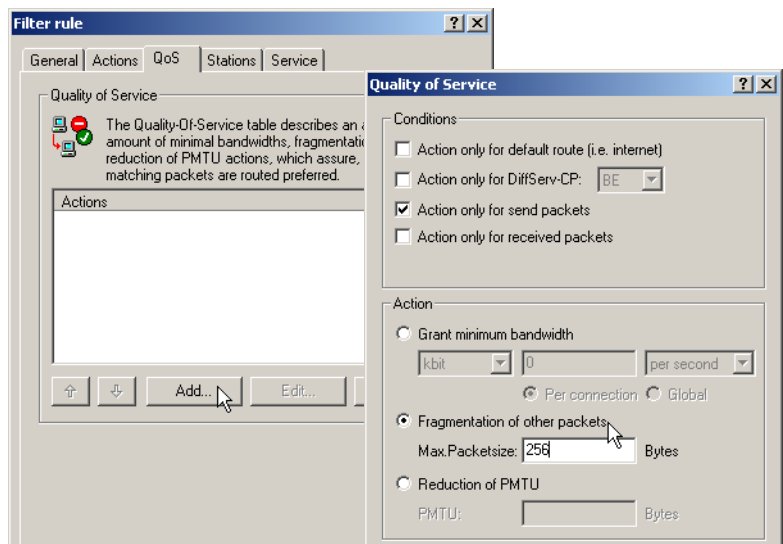 Filter rule
General
Actions
QoS
Stations
Service
Quality of Service
The Quality-Of-Service table describes an
amount of minimal bandwidths, fragmentatio
reduction of PMTU actions, which assure,
matching packets are routed preferred.
Actions
Add...
Edit...
Quality of Service
Conditions
Action only for default route (i.e. internet)
Action only for DiffServ-CP: BE
Action only for send packets
Action only for received packets
Action
Grant minimum bandwidth
kbit 0 per second
Per connection Global
Fragmentation of other packets
Max.Packetsize: 256 Bytes
Reduction of PMTU
PMTU: Bytes